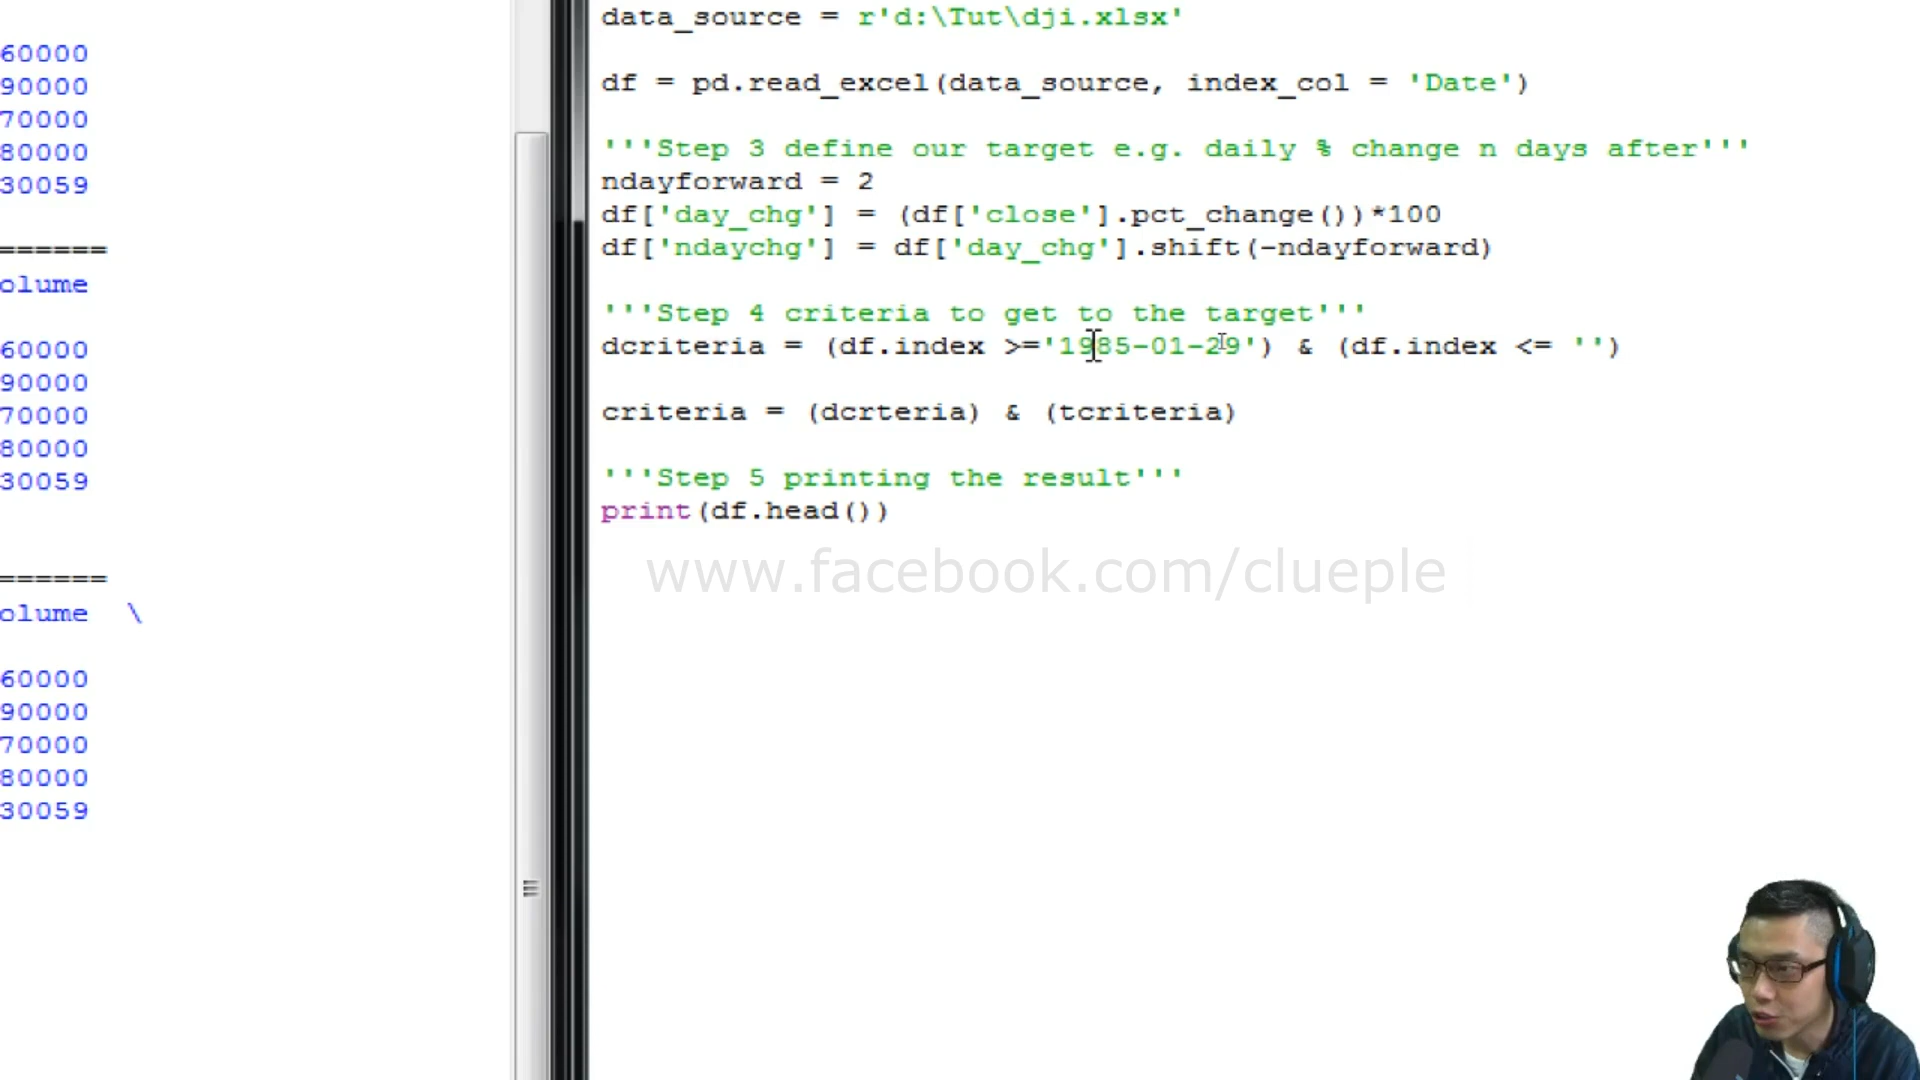 60000
90000
70000
80000
30059
======
olume
60000
90000
70000
80000
30059
======
olume \
60000
90000
70000
80000
30059
data_source = r'd:\Tut\dji.xlsx'
df = pd.read_excel(data_source, index_col = 'Date')
'''Step 3 define our target e.g. daily % change n days after'''
ndayforward = 2
df['day_chg'] = (df['close'].pct_change())*100
df['ndaychg'] = df['day_chg'].shift(-ndayforward)
'''Step 4 criteria to get to the target'''
dcriteria = (df.index >='1985-01-29') & (df.index <= '')
criteria = (dcrteria) & (tcriteria)
'''Step 5 printing the result'''
print(df.head())
www.facebook.com/clueple